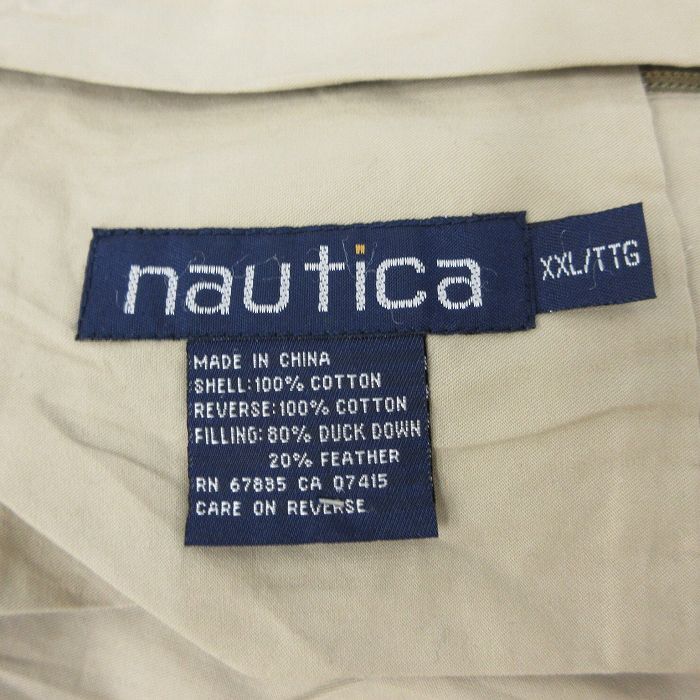 nautica
XXL/TTG
MADE IN CHINA
SHELL:100% COTTON
REVERSE:100% COTTON
FILLING: 80% DUCK DOWN
20% FEATHER
RN 67835 CA 07415
CARE ON REVERSE